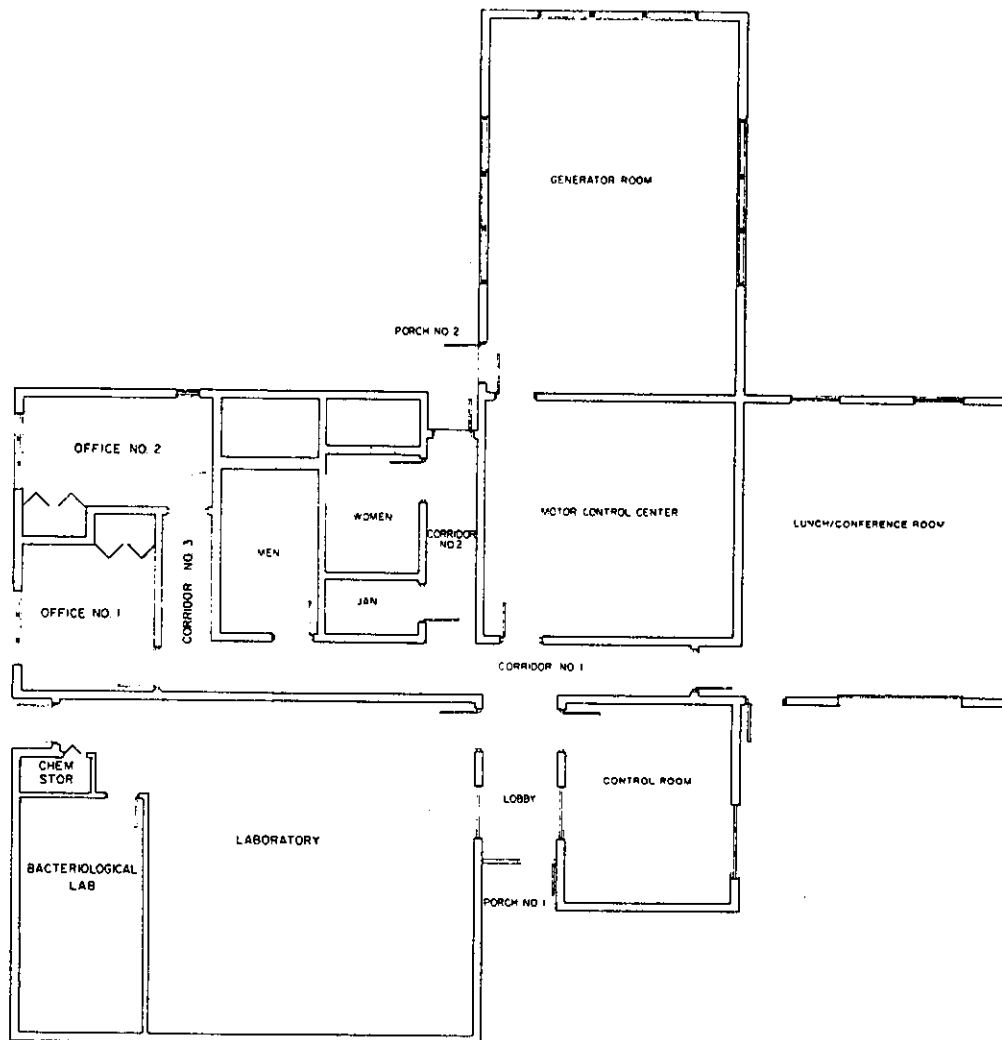 GENERATOR ROOM
PORCH NO. 2
OFFICE NO. 2
WOMEN
CORRIDOR
NO.2
MOTOR CONTROL CENTER
LUNCH/CONFERENCE ROOM
MEN
CORRIDOR NO. 3
JAN
OFFICE NO. 1
CORRIDOR NO. 1
CHEM
STOR
CONTROL ROOM
LOBBY
LABORATORY
BACTERIOLOGICAL
LAB
PORCH NO. 1